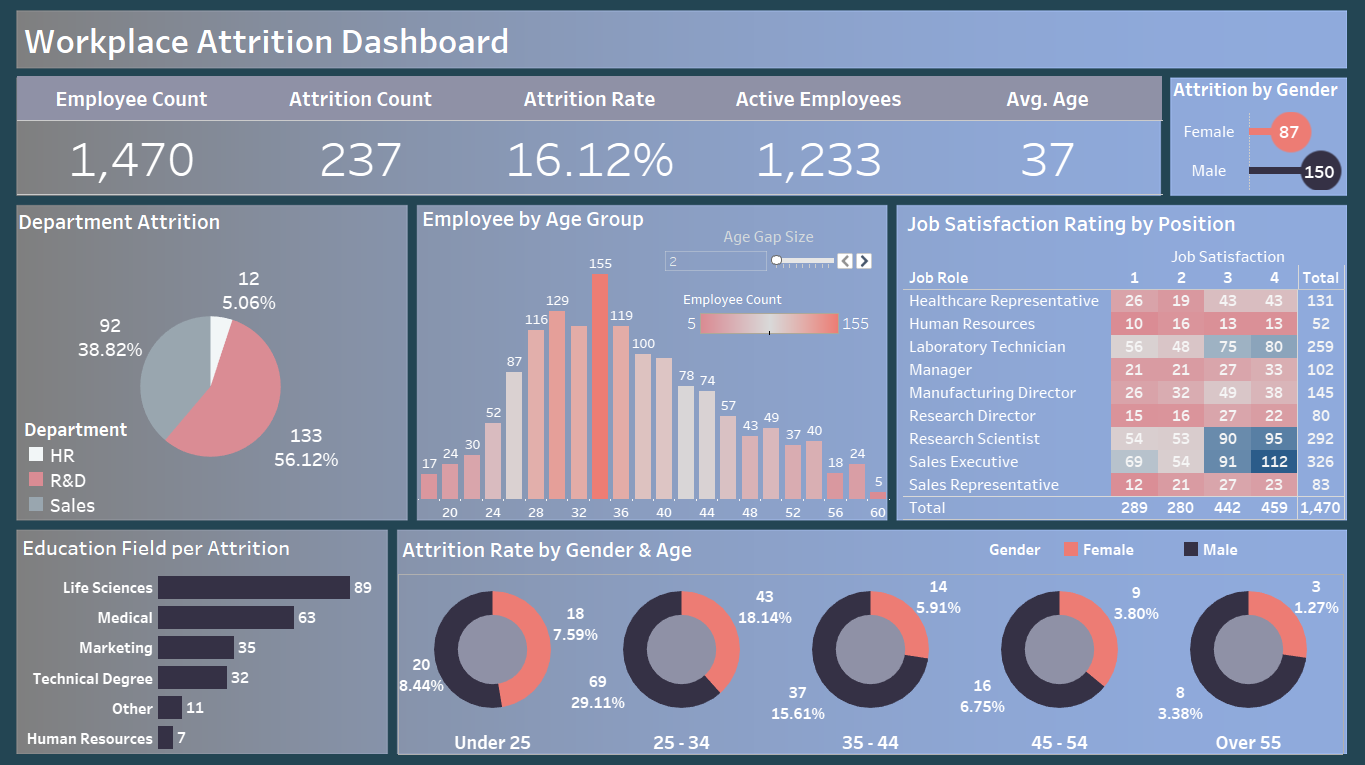 Workplace Attrition Dashboard
Employee Count Attrition Count Attrition Rate Active Employees Avg. Age
1,470 237 16.12% 1,233 37
Attrition by Gender
Female 87
Male 150
Department Attrition
12
5.06%
92
38.82%
133
56.12%
Department
HR
R&D
Sales
Employee by Age Group
Age Gap Size
2
Employee Count
5 155
17 24 30 52 87 116 129 155 119 100 78 74 57 43 49 37 40 18 24 5
20 24 28 32 36 40 44 48 52 56 60
Job Satisfaction Rating by Position
Job Satisfaction
Job Role 1 2 3 4 Total
Healthcare Representative 26 19 43 43 131
Human Resources 10 16 13 13 52
Laboratory Technician 56 48 75 80 259
Manager 21 21 27 33 102
Manufacturing Director 26 32 49 38 145
Research Director 15 16 27 22 80
Research Scientist 54 53 90 95 292
Sales Executive 69 54 91 112 326
Sales Representative 12 21 27 23 83
Total 289 280 442 459 1,470
Education Field per Attrition
Life Sciences 89
Medical 63
Marketing 35
Technical Degree 32
Other 11
Human Resources 7
Attrition Rate by Gender & Age
Gender Female Male
18
7.59%
20
8.44%
Under 25
43
18.14%
69
29.11%
25 - 34
14
5.91%
37
15.61%
35 - 44
9
3.80%
16
6.75%
45 - 54
3
1.27%
8
3.38%
Over 55